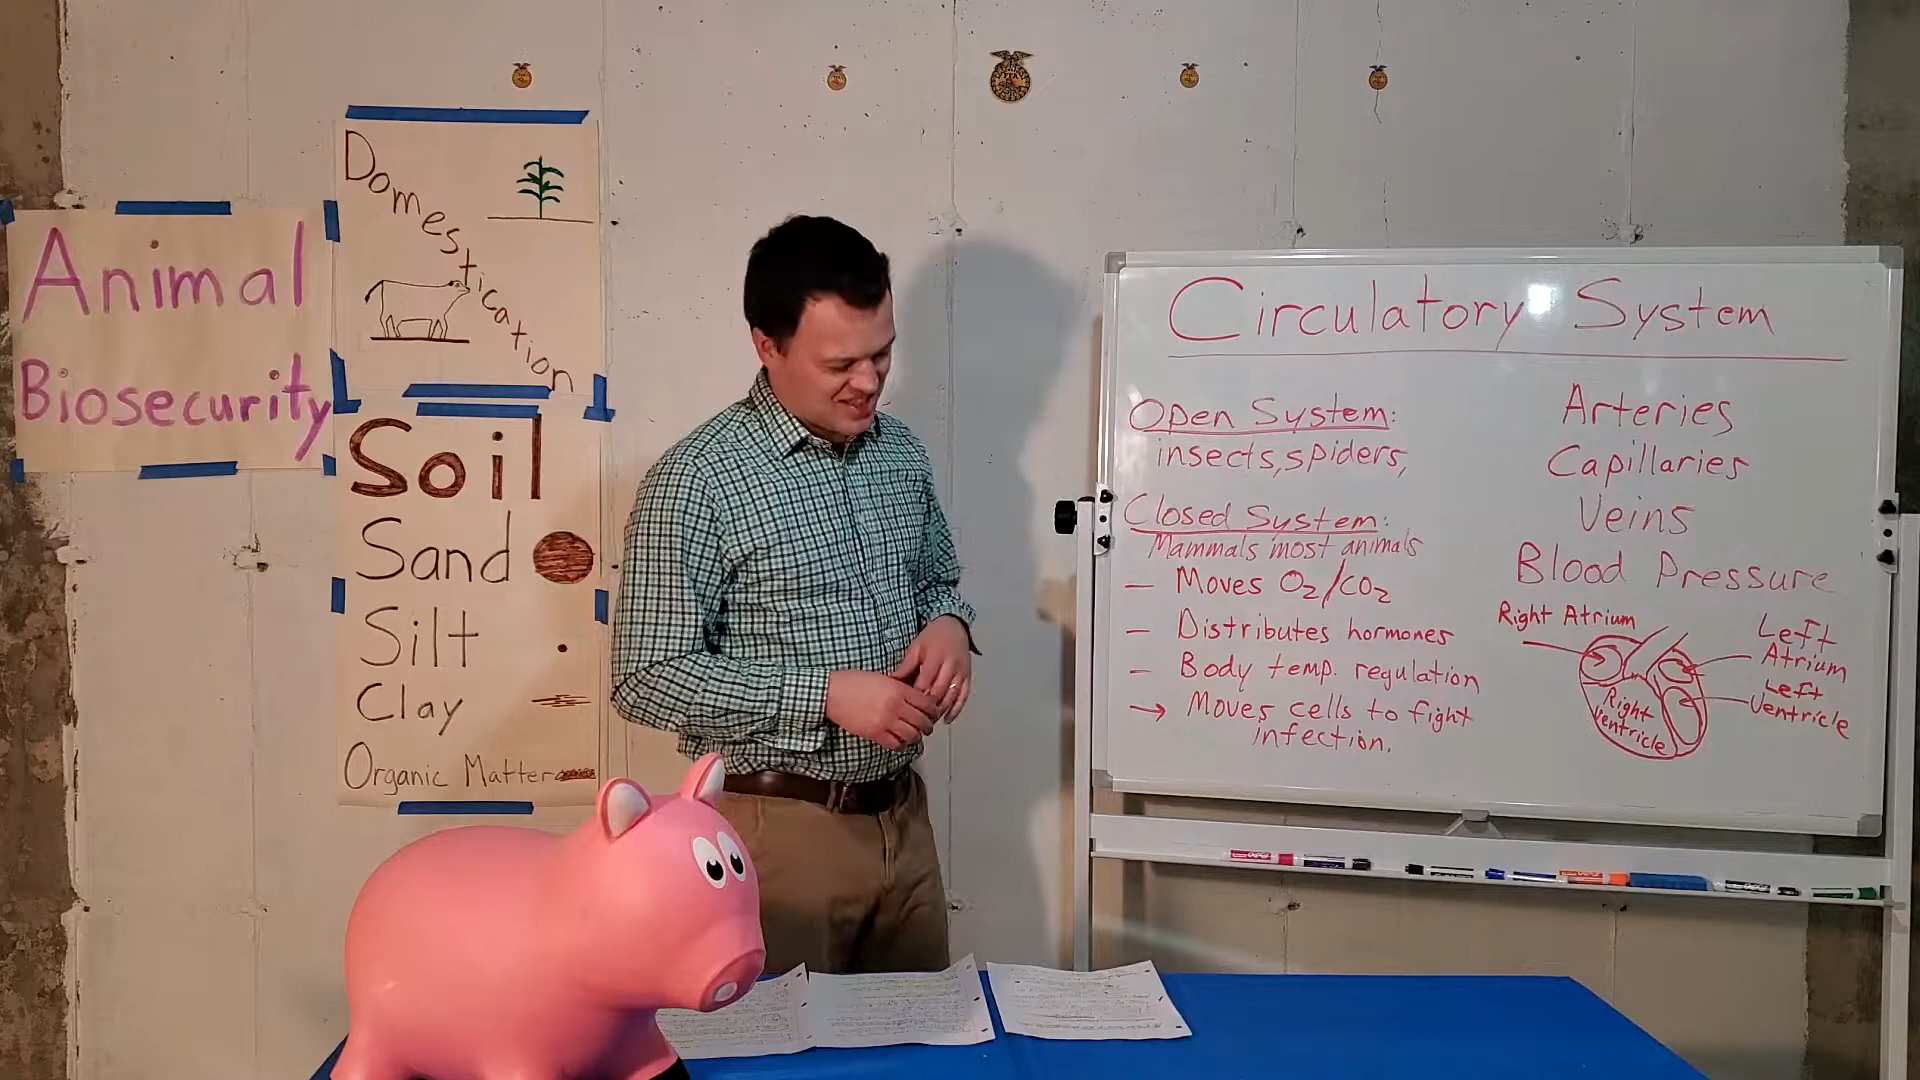 Animal
Biosecurity
Domestication
Soil
Sand
Silt
Clay
Organic Matter
Circulatory System
Open System:
insects, spiders,
Closed System:
Mammals most animals
- Moves O₂/CO₂
- Distributes hormones
- Body temp. regulation
→ Moves cells to fight
infection.
Arteries
Capillaries
Veins
Blood Pressure
Right Atrium
Left
Atrium
Left
Ventricle
Right
Ventricle